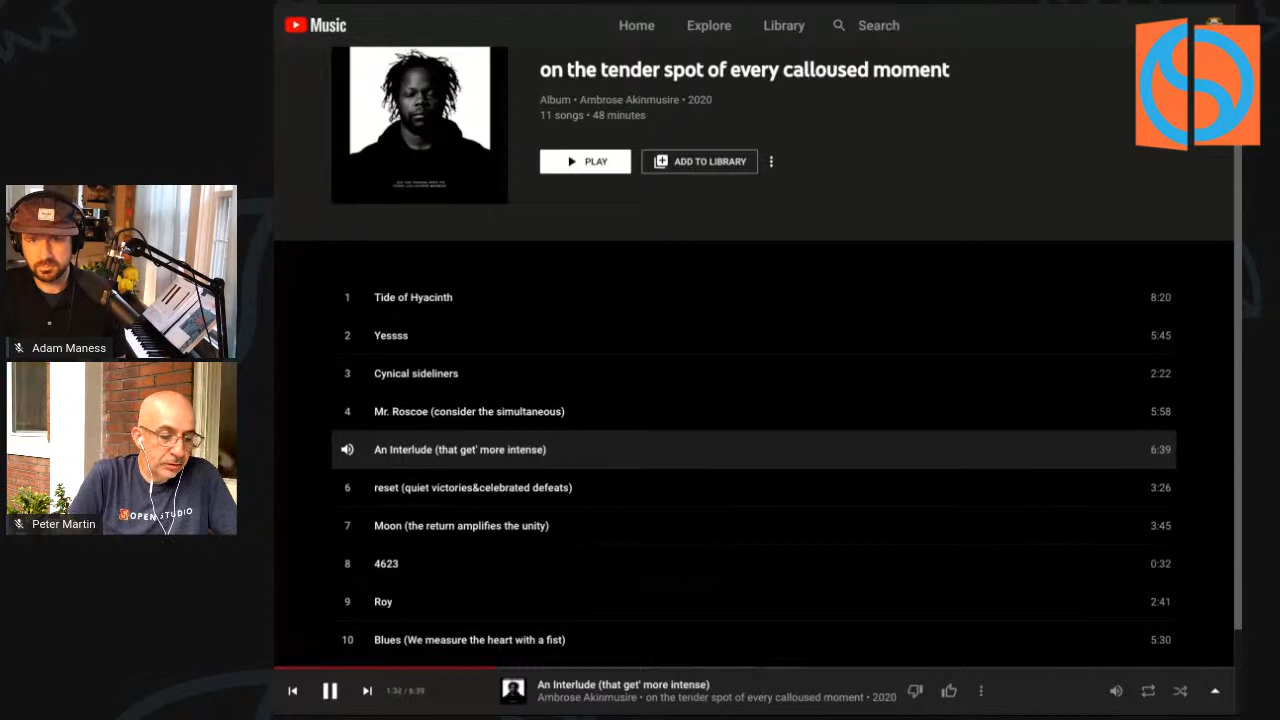 Music
Home
Explore
Library
Search
on the tender spot of every calloused moment
Album • Ambrose Akinmusire • 2020
11 songs • 48 minutes
PLAY
ADD TO LIBRARY
1 Tide of Hyacinth 8:20
2 Yessss 5:45
3 Cynical sideliners 2:22
4 Mr. Roscoe (consider the simultaneous) 5:58
An Interlude (that get' more intense) 6:39
6 reset (quiet victories&celebrated defeats) 3:26
7 Moon (the return amplifies the unity) 3:45
8 4623 0:32
9 Roy 2:41
10 Blues (We measure the heart with a fist) 5:30
Adam Maness
OPEN STUDIO
Peter Martin
1:32 / 6:39
An Interlude (that get' more intense)
Ambrose Akinmusire • on the tender spot of every calloused moment • 2020